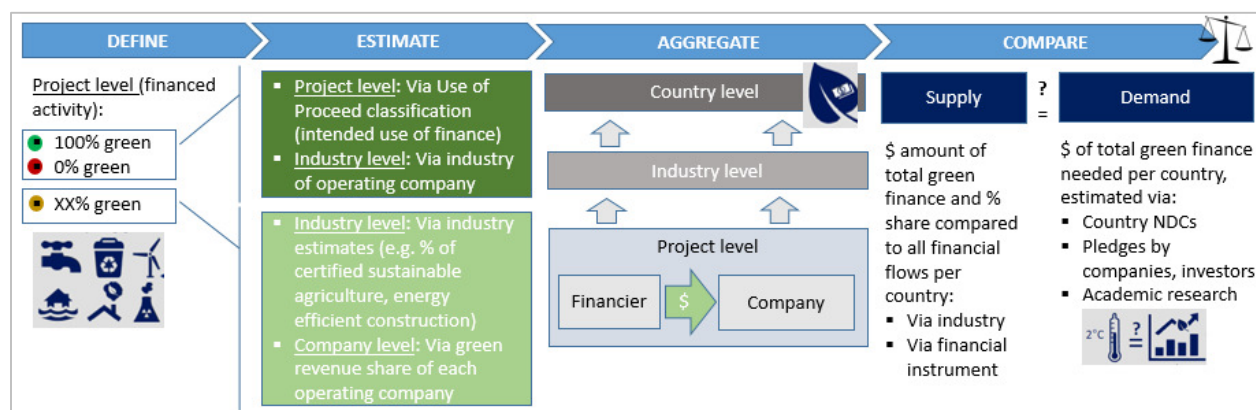 DEFINE
ESTIMATE
AGGREGATE
COMPARE
Project level (financed
activity):
100% green
0% green
XX% green
▪ Project level: Via Use of
Proceed classification
(intended use of finance)
▪ Industry level: Via industry
of operating company
▪ Industry level: Via industry
estimates (e.g. % of
certified sustainable
agriculture, energy
efficient construction)
▪ Company level: Via green
revenue share of each
operating company
Country level
Industry level
Project level
Financier
$
Company
Supply
?
=
Demand
$ amount of
total green
finance and %
share compared
to all financial
flows per
country:
▪ Via industry
▪ Via financial
instrument
$ of total green finance
needed per country,
estimated via:
▪ Country NDCs
▪ Pledges by
companies, investors
▪ Academic research
2°C
?
=